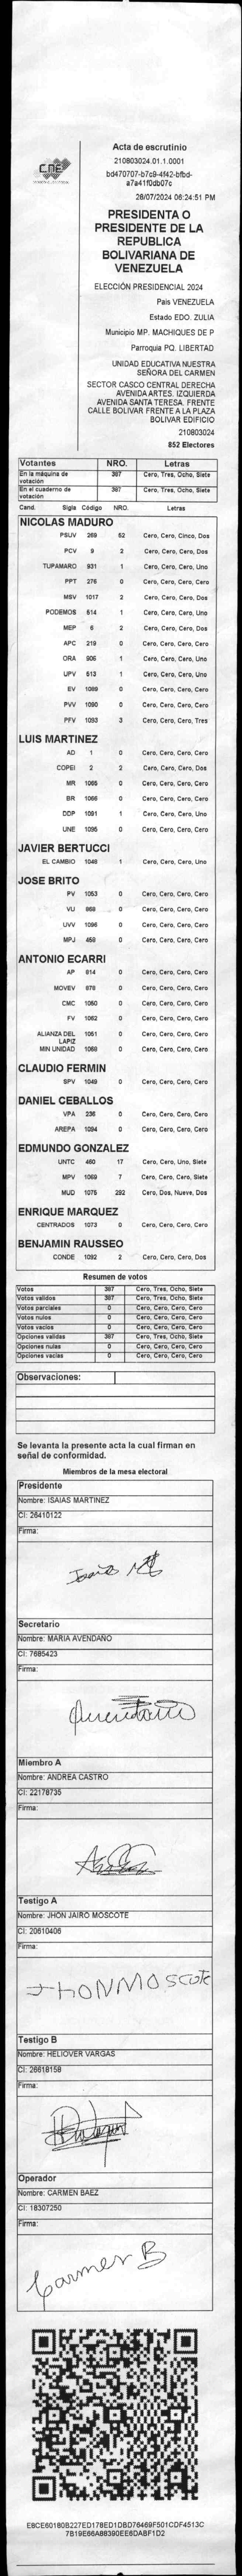 CNE
Acta de escrutinio
210803024.01.1.0001
bd470707-b7c9-4f42-bfbd-
a7a41f0db07c
28/07/2024 06:24:51 PM
PRESIDENTA O
PRESIDENTE DE LA
REPUBLICA
BOLIVARIANA DE
VENEZUELA
ELECCIÓN PRESIDENCIAL 2024
Pais VENEZUELA
Estado EDO. ZULIA
Municipio MP. MACHIQUES DE P
Parroquia PQ. LIBERTAD
UNIDAD EDUCATIVA NUESTRA
SEÑORA DEL CARMEN
SECTOR CASCO CENTRAL DERECHA
AVENIDA ARTES. IZQUIERDA
AVENIDA SANTA TERESA. FRENTE
CALLE BOLIVAR FRENTE A LA PLAZA
BOLIVAR EDIFICIO
210803024
852 Electores
Votantes NRO. Letras
En la máquina de votación 387 Cero, Tres, Ocho, Siete
En el cuaderno de votación 387 Cero, Tres, Ocho, Siete
Cand. Sigla Código NRO. Letras
NICOLAS MADURO
PSUV 269 52 Cero, Cero, Cinco, Dos
PCV 9 2 Cero, Cero, Cero, Dos
TUPAMARO 931 1 Cero, Cero, Cero, Uno
PPT 276 0 Cero, Cero, Cero, Cero
MSV 1017 2 Cero, Cero, Cero, Dos
PODEMOS 514 1 Cero, Cero, Cero, Uno
MEP 6 2 Cero, Cero, Cero, Dos
APC 219 0 Cero, Cero, Cero, Cero
ORA 906 1 Cero, Cero, Cero, Uno
UPV 513 1 Cero, Cero, Cero, Uno
EV 1089 0 Cero, Cero, Cero, Cero
PVV 1090 0 Cero, Cero, Cero, Cero
PFV 1093 3 Cero, Cero, Cero, Tres
LUIS MARTINEZ
AD 1 0 Cero, Cero, Cero, Cero
COPEI 2 2 Cero, Cero, Cero, Dos
MR 1065 0 Cero, Cero, Cero, Cero
BR 1066 0 Cero, Cero, Cero, Cero
DDP 1091 1 Cero, Cero, Cero, Uno
UNE 1095 0 Cero, Cero, Cero, Cero
JAVIER BERTUCCI
EL CAMBIO 1048 1 Cero, Cero, Cero, Uno
JOSE BRITO
PV 1053 0 Cero, Cero, Cero, Cero
VU 868 0 Cero, Cero, Cero, Cero
UVV 1096 0 Cero, Cero, Cero, Cero
MPJ 458 0 Cero, Cero, Cero, Cero
ANTONIO ECARRI
AP 814 0 Cero, Cero, Cero, Cero
MOVEV 878 0 Cero, Cero, Cero, Cero
CMC 1050 0 Cero, Cero, Cero, Cero
FV 1062 0 Cero, Cero, Cero, Cero
ALIANZA DEL LAPIZ 1051 0 Cero, Cero, Cero, Cero
MIN UNIDAD 1068 0 Cero, Cero, Cero, Cero
CLAUDIO FERMIN
SPV 1049 0 Cero, Cero, Cero, Cero
DANIEL CEBALLOS
VPA 236 0 Cero, Cero, Cero, Cero
AREPA 1094 0 Cero, Cero, Cero, Cero
EDMUNDO GONZALEZ
UNTC 460 17 Cero, Cero, Uno, Siete
MPV 1069 7 Cero, Cero, Cero, Siete
MUD 1075 292 Cero, Dos, Nueve, Dos
ENRIQUE MARQUEZ
CENTRADOS 1073 0 Cero, Cero, Cero, Cero
BENJAMIN RAUSSEO
CONDE 1092 2 Cero, Cero, Cero, Dos
Resumen de votos
Votos 387 Cero, Tres, Ocho, Siete
Votos validos 387 Cero, Tres, Ocho, Siete
Votos parciales 0 Cero, Cero, Cero, Cero
Votos nulos 0 Cero, Cero, Cero, Cero
Votos vacios 0 Cero, Cero, Cero, Cero
Opciones validas 387 Cero, Tres, Ocho, Siete
Opciones nulas 0 Cero, Cero, Cero, Cero
Opciones vacias 0 Cero, Cero, Cero, Cero
Observaciones:
Se levanta la presente acta la cual firman en
señal de conformidad.
Miembros de la mesa electoral
Presidente
Nombre: ISAIAS MARTINEZ
CI: 26410122
Firma:
Secretario
Nombre: MARIA AVENDAÑO
CI: 7685423
Firma:
Miembro A
Nombre: ANDREA CASTRO
CI: 22178735
Firma:
Testigo A
Nombre: JHON JAIRO MOSCOTE
CI: 20610406
Firma:
JHON MOSCOTE
Testigo B
Nombre: HELIOVER VARGAS
CI: 26618158
Firma:
Operador
Nombre: CARMEN BAEZ
CI: 18307250
Firma:
Carmen B
E8CE60180B227ED178ED1DBD76469F501CDF4513C
7B19E66A88390EE6DABF1D2